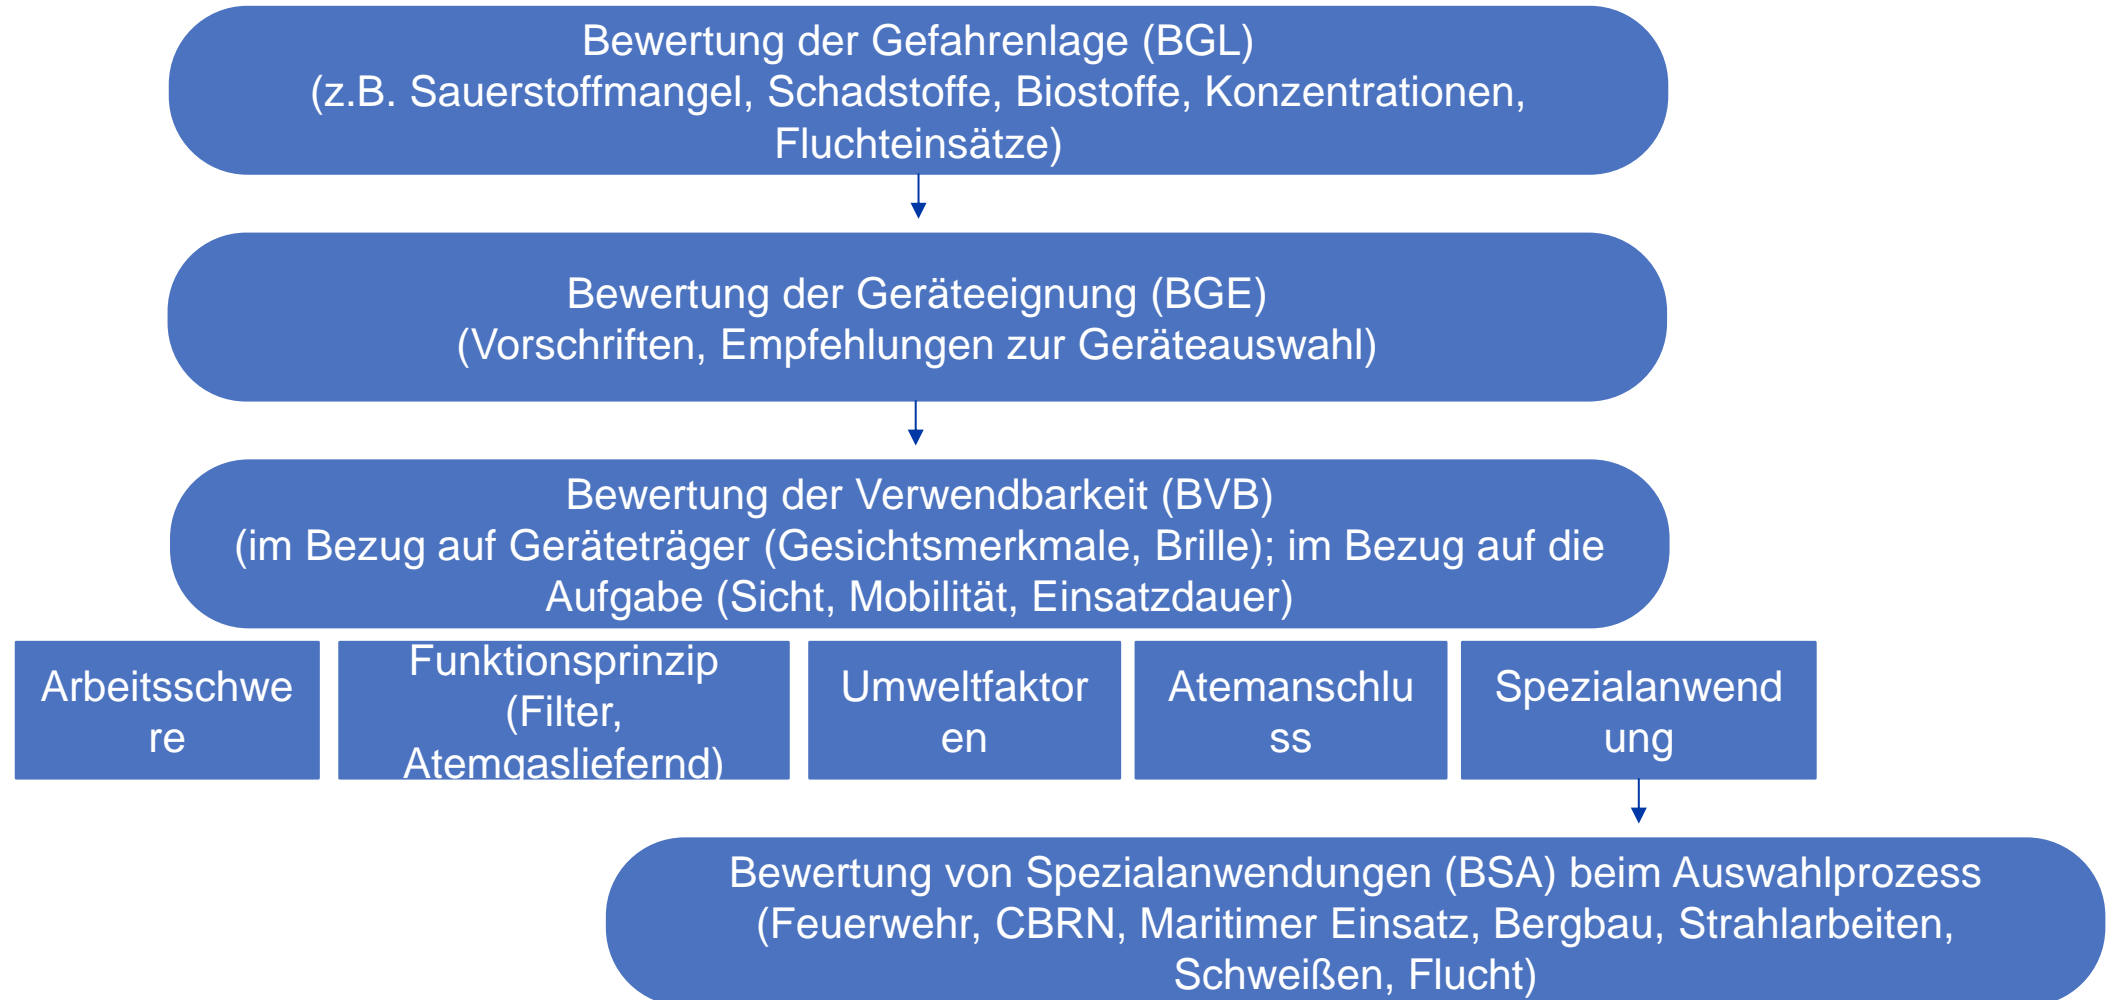 Bewertung der Gefahrenlage (BGL)
(z.B. Sauerstoffmangel, Schadstoffe, Biostoffe, Konzentrationen,
Fluchteinsätze)
Bewertung der Geräteeignung (BGE)
(Vorschriften, Empfehlungen zur Geräteauswahl)
Bewertung der Verwendbarkeit (BVB)
(im Bezug auf Geräteträger (Gesichtsmerkmale, Brille); im Bezug auf die
Aufgabe (Sicht, Mobilität, Einsatzdauer)
Arbeitsschwe
re
Funktionsprinzip
(Filter,
Atemgasliefernd)
Umweltfaktor
en
Atemanschlu
ss
Spezialanwend
ung
Bewertung von Spezialanwendungen (BSA) beim Auswahlprozess
(Feuerwehr, CBRN, Maritimer Einsatz, Bergbau, Strahlarbeiten,
Schweißen, Flucht)